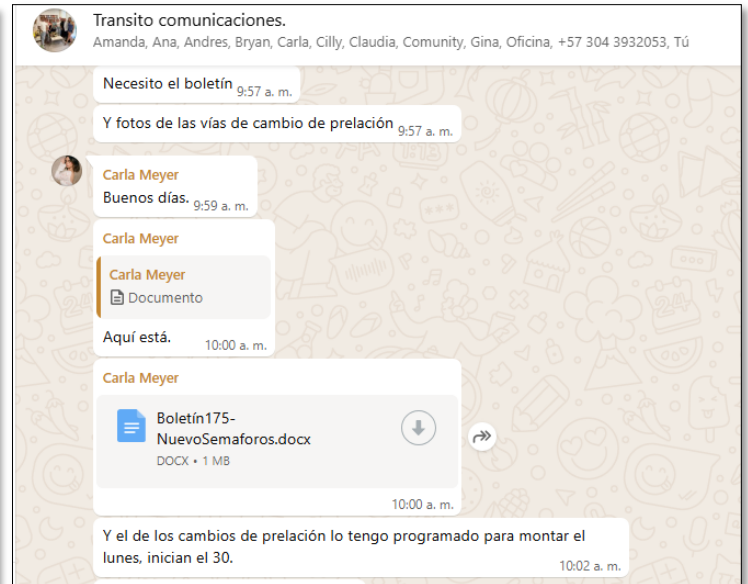 Transito comunicaciones.
Amanda, Ana, Andres, Bryan, Carla, Cilly, Claudia, Comunity, Gina, Oficina, +57 304 3932053, Tú
Necesito el boletín 9:57 a. m.
Y fotos de las vías de cambio de prelación 9:57 a. m.
Carla Meyer
Buenos días. 9:59 a. m.
Carla Meyer
Carla Meyer
Documento
Aquí está. 10:00 a. m.
Carla Meyer
Boletín175-
NuevoSemaforos.docx
DOCX • 1 MB
10:00 a. m.
Y el de los cambios de prelación lo tengo programado para montar el
lunes, inician el 30. 10:02 a. m.